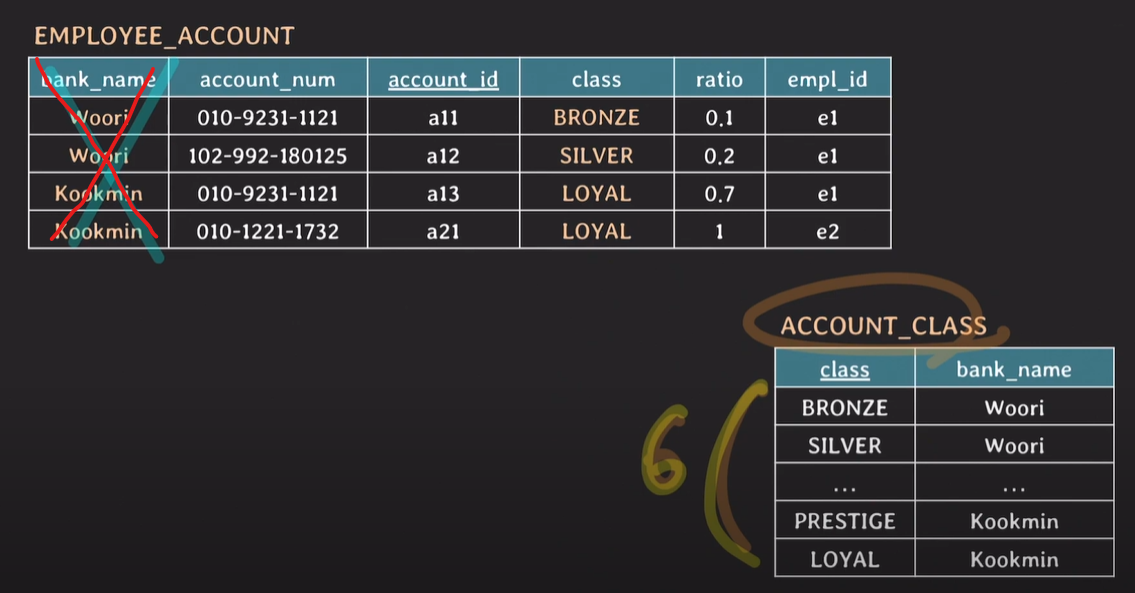 EMPLOYEE_ACCOUNT
bank_name account_num account_id class ratio empl_id
Woori 010-9231-1121 a11 BRONZE 0.1 e1
Woori 102-992-180125 a12 SILVER 0.2 e1
Kookmin 010-9231-1121 a13 LOYAL 0.7 e1
Kookmin 010-1221-1732 a21 LOYAL 1 e2
ACCOUNT_CLASS
class bank_name
BRONZE Woori
SILVER Woori
6
... ...
PRESTIGE Kookmin
LOYAL Kookmin